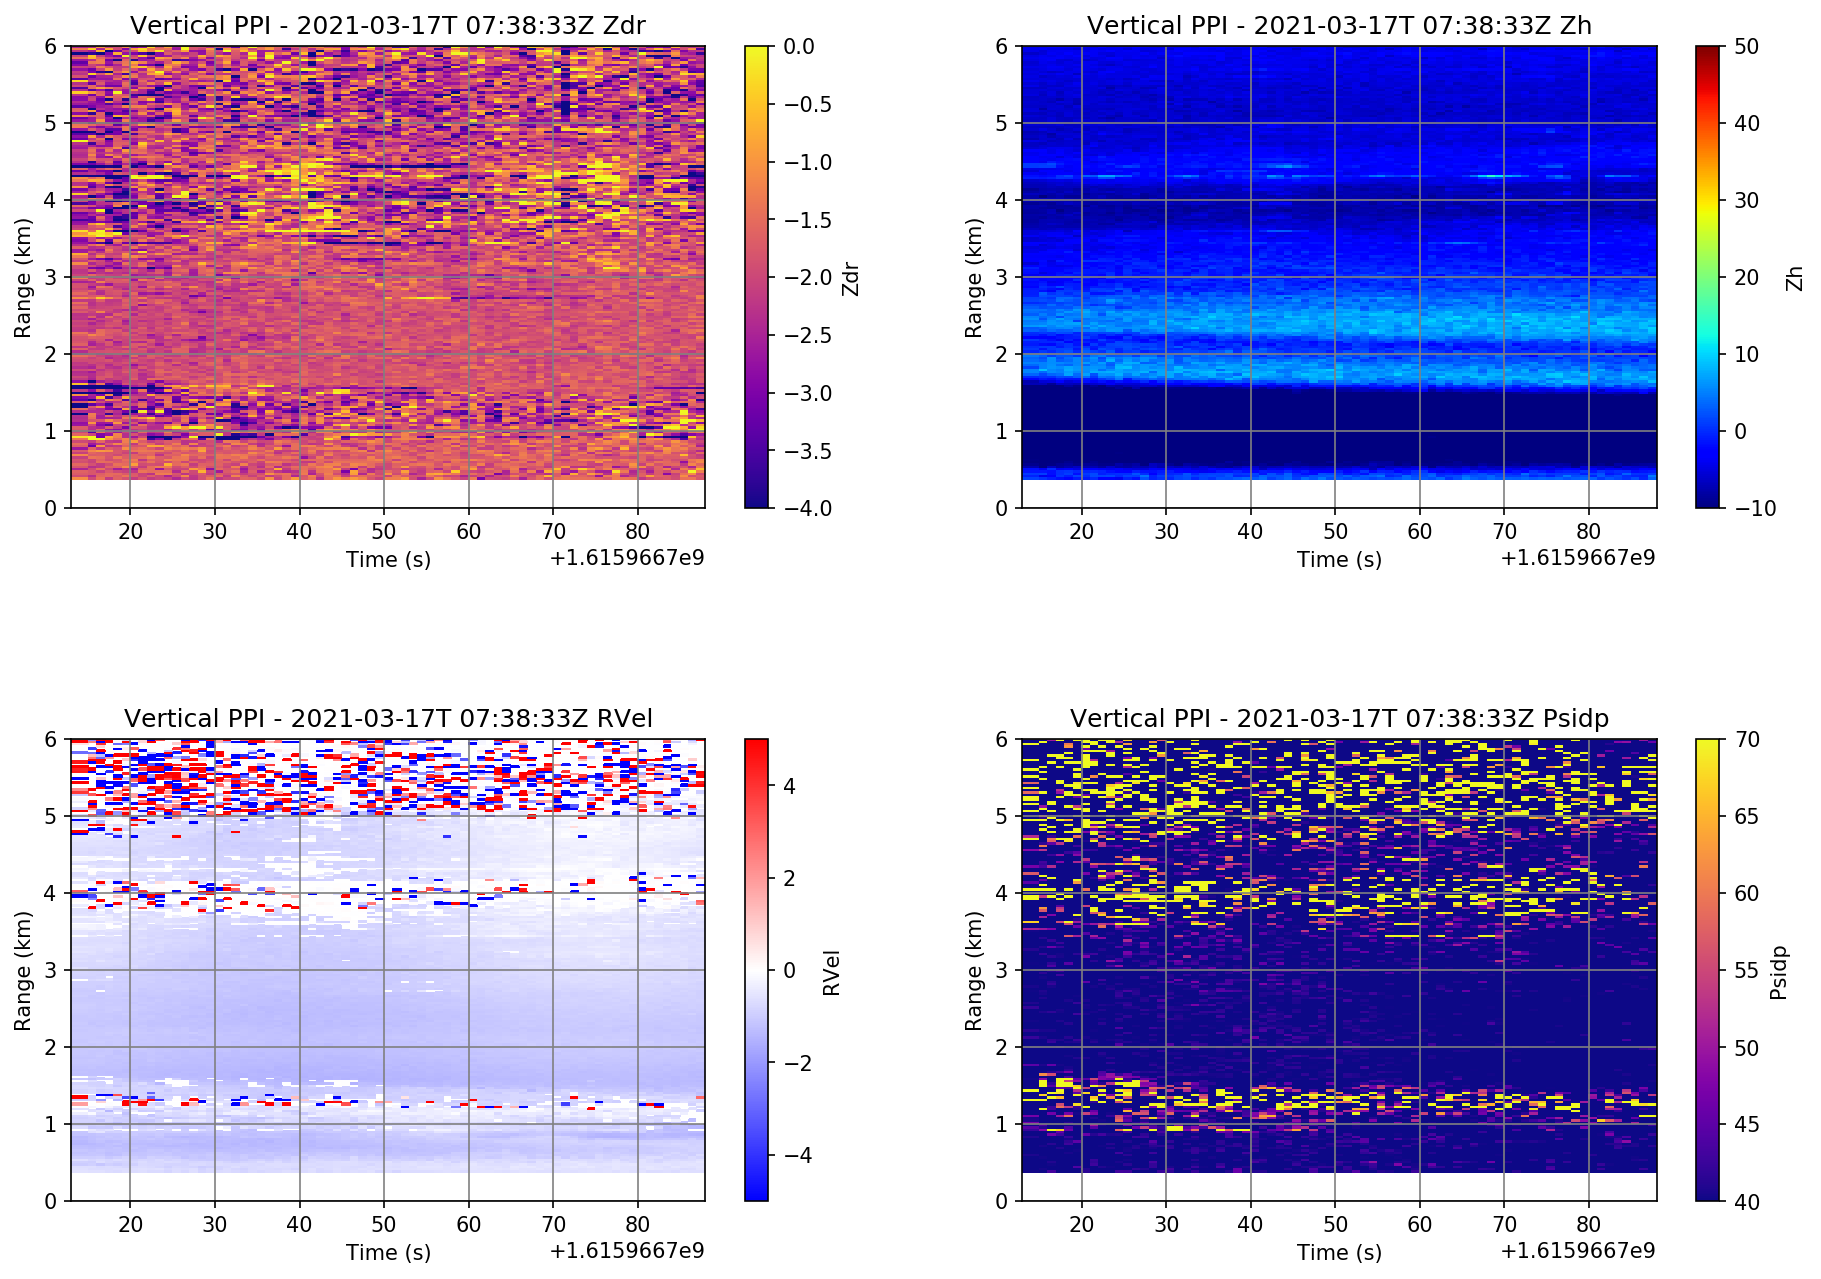 Vertical PPI - 2021-03-17T 07:38:33Z Zdr
6
5
4
3
2
1
0
Range (km)
20 30 40 50 60 70 80
Time (s)
+1.6159667e9
0.0
−0.5
−1.0
−1.5
−2.0
−2.5
−3.0
−3.5
−4.0
Zdr
Vertical PPI - 2021-03-17T 07:38:33Z Zh
6
5
4
3
2
1
0
Range (km)
20 30 40 50 60 70 80
Time (s)
+1.6159667e9
50
40
30
20
10
0
−10
Zh
Vertical PPI - 2021-03-17T 07:38:33Z RVel
6
5
4
3
2
1
0
Range (km)
20 30 40 50 60 70 80
Time (s)
+1.6159667e9
4
2
0
−2
−4
RVel
Vertical PPI - 2021-03-17T 07:38:33Z Psidp
6
5
4
3
2
1
0
Range (km)
20 30 40 50 60 70 80
Time (s)
+1.6159667e9
70
65
60
55
50
45
40
Psidp